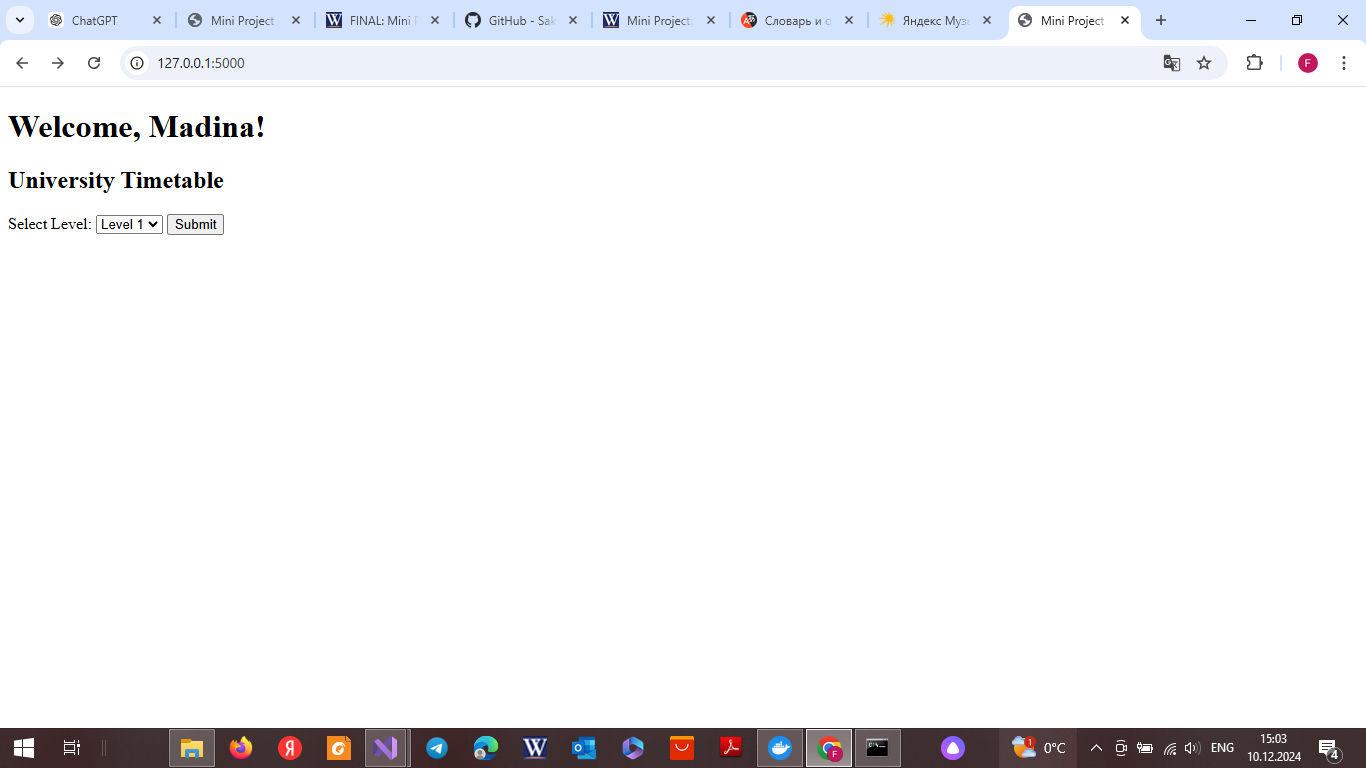 ChatGPT
Mini Project
FINAL: Mini P
GitHub - Sak
Mini Project:
Словарь и о
Яндекс Музы
Mini Project
127.0.0.1:5000
F
Welcome, Madina!
University Timetable
Select Level: Level 1 Submit
0°C
ENG
15:03
10.12.2024
4